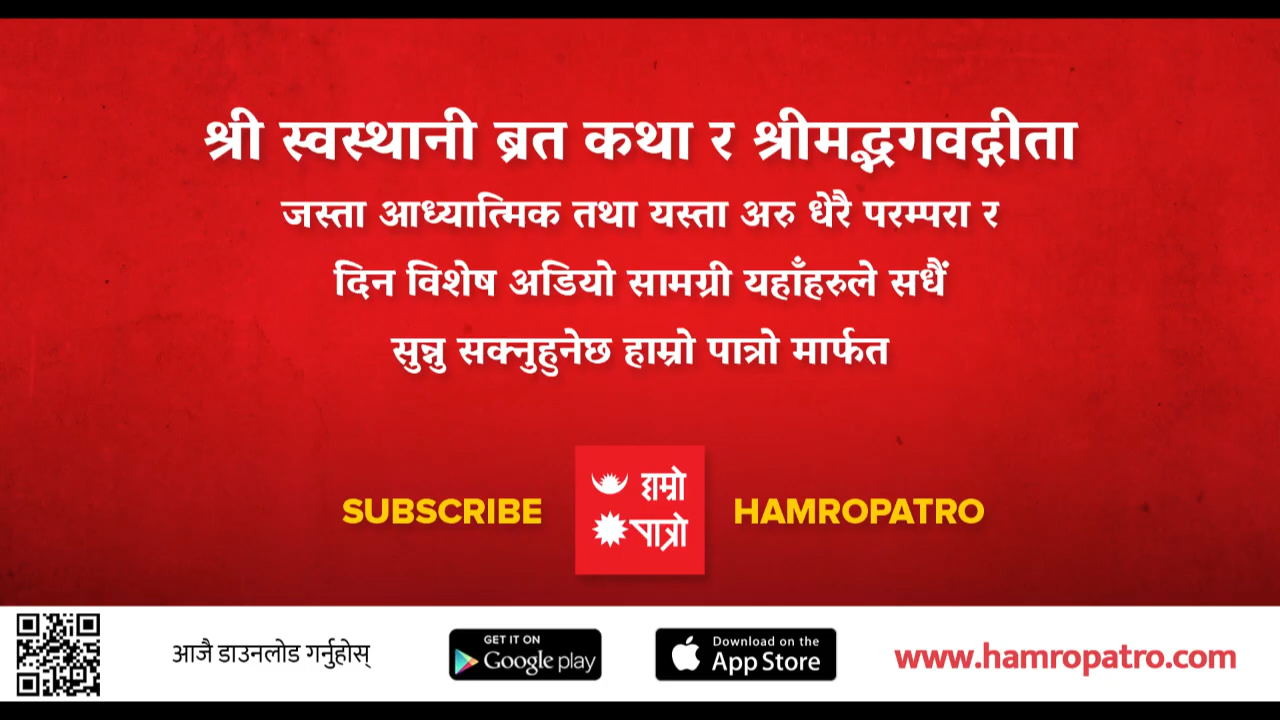 श्री स्वस्थानी ब्रत कथा र श्रीमद्भगवद्गीता
जस्ता आध्यात्मिक तथा यस्ता अरु धेरै परम्परा र
दिन विशेष अडियो सामग्री यहाँहरुले सधैं
सुन्नु सक्नुहुनेछ हाम्रो पात्रो मार्फत
SUBSCRIBE
हाम्रो
पात्रो
HAMROPATRO
आजै डाउनलोड गर्नुहोस्
GET IT ON
Google play
Download on the
App Store
www.hamropatro.com